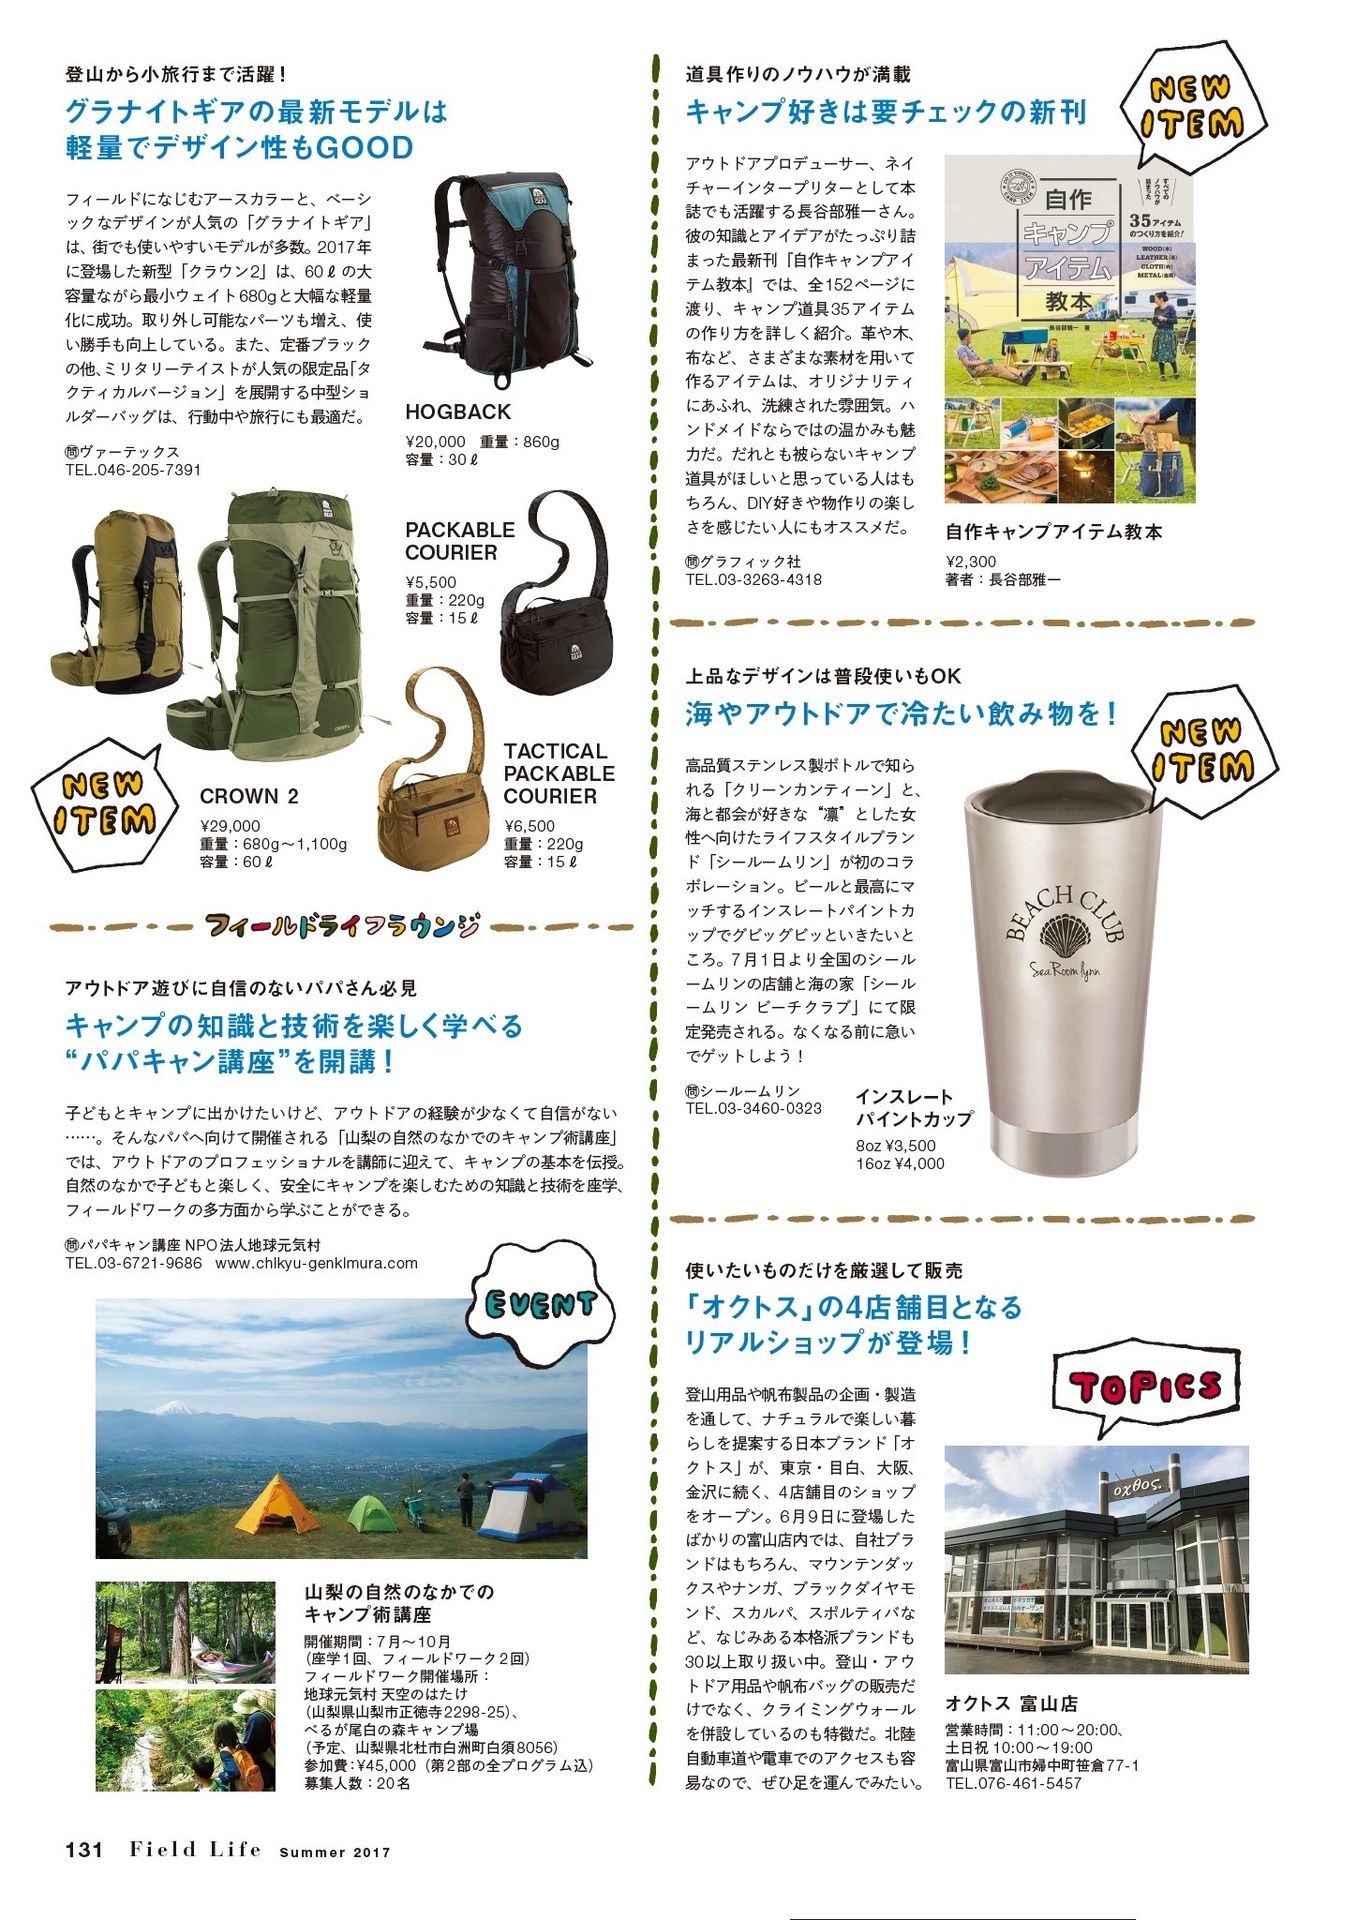 登山から小旅行まで活躍！
グラナイトギアの最新モデルは
軽量でデザイン性もGOOD
フィールドになじむアースカラーと、ベーシ
ックなデザインが人気の「グラナイトギア」
は、街でも使いやすいモデルが多数。2017年
に登場した新型「クラウン2」は、60ℓの大
容量ながら最小ウェイト680gと大幅な軽量
化に成功。取り外し可能なパーツも増え、使
い勝手も向上している。また、定番ブラック
の他、ミリタリーテイストが人気の限定品「タ
クティカルバージョン」を展開する中型ショ
ルダーバッグは、行動中や旅行にも最適だ。
㉄ヴァーテックス
TEL.046-205-7391
HOGBACK
¥20,000　重量：860g
容量：30ℓ
PACKABLE
COURIER
¥5,500
重量：220g
容量：15ℓ
TACTICAL
PACKABLE
COURIER
¥6,500
重量：220g
容量：15ℓ
CROWN 2
¥29,000
重量：680g〜1,100g
容量：60ℓ
NEW
ITEM
フィールドライフラウンジ
アウトドア遊びに自信のないパパさん必見
キャンプの知識と技術を楽しく学べる
“パパキャン講座”を開講！
子どもとキャンプに出かけたいけど、アウトドアの経験が少なくて自信がない
……。そんなパパへ向けて開催される「山梨の自然のなかでのキャンプ術講座」
では、アウトドアのプロフェッショナルを講師に迎えて、キャンプの基本を伝授。
自然のなかで子どもと楽しく、安全にキャンプを楽しむための知識と技術を座学、
フィールドワークの多方面から学ぶことができる。
㉄パパキャン講座 NPO法人地球元気村
TEL.03-6721-9686　www.chikyu-genkimura.com
EVENT
山梨の自然のなかでの
キャンプ術講座
開催期間：7月〜10月
（座学1回、フィールドワーク2回）
フィールドワーク開催場所：
地球元気村 天空のはたけ
（山梨県山梨市正徳寺2298-25）、
べるが尾白の森キャンプ場
（予定、山梨県北杜市白洲町白須8056）
参加費：¥45,000（第2部の全プログラム込）
募集人数：20名
道具作りのノウハウが満載
キャンプ好きは要チェックの新刊
NEW
ITEM
アウトドアプロデューサー、ネイ
チャーインタープリターとして本
誌でも活躍する長谷部雅一さん。
彼の知識とアイデアがたっぷり詰
まった最新刊『自作キャンプアイ
テム教本』では、全152ページに
渡り、キャンプ道具35アイテム
の作り方を詳しく紹介。革や木、
布など、さまざまな素材を用いて
作るアイテムは、オリジナリティ
にあふれ、洗練された雰囲気。ハ
ンドメイドならではの温かみも魅
力だ。だれとも被らないキャンプ
道具がほしいと思っている人はも
ちろん、DIY好きや物作りの楽し
さを感じたい人にもオススメだ。
㉄グラフィック社
TEL.03-3263-4318
自作
キャンプ
アイテム
教本
長谷部雅一 著
すべての
ノウハウが
詰まった
35アイテム
のつくり方を紹介！
WOOD（木）
LEATHER（革）
CLOTH（布）
METAL（金属）
自作キャンプアイテム教本
¥2,300
著者：長谷部雅一
上品なデザインは普段使いもOK
海やアウトドアで冷たい飲み物を！
NEW
ITEM
高品質ステンレス製ボトルで知ら
れる「クリーンカンティーン」と、
海と都会が好きな“凛”とした女
性へ向けたライフスタイルブラン
ド「シールームリン」が初のコラ
ボレーション。ビールと最高にマ
ッチするインスレートパイントカ
ップでグビッグビッといきたいと
ころ。7月1日より全国のシール
ームリンの店舗と海の家「シール
ームリン ビーチクラブ」にて限
定発売される。なくなる前に急い
でゲットしよう！
㉄シールームリン
TEL.03-3460-0323
BEACH CLUB
Sea Room lynn
インスレート
パイントカップ
8oz ¥3,500
16oz ¥4,000
使いたいものだけを厳選して販売
「オクトス」の4店舗目となる
リアルショップが登場！
TOPICS
登山用品や帆布製品の企画・製造
を通して、ナチュラルで楽しい暮
らしを提案する日本ブランド「オ
クトス」が、東京・目白、大阪、
金沢に続く、4店舗目のショップ
をオープン。6月9日に登場した
ばかりの富山店内では、自社ブラ
ンドはもちろん、マウンテンダッ
クスやナンガ、ブラックダイヤモ
ンド、スカルパ、スポルティバな
ど、なじみある本格派ブランドも
30以上取り扱い中。登山・アウ
トドア用品や帆布バッグの販売だ
けでなく、クライミングウォール
を併設しているのも特徴だ。北陸
自動車道や電車でのアクセスも容
易なので、ぜひ足を運んでみたい。
oxtos.
オクトス 富山店
営業時間：11:00〜20:00、
土日祝 10:00〜19:00
富山県富山市婦中町笹倉77-1
TEL.076-461-5457
131 Field Life Summer 2017